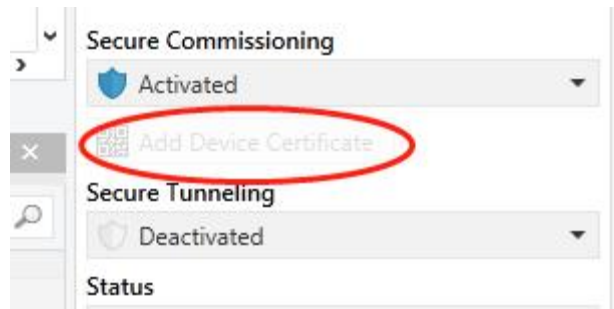 Secure Commissioning
Activated
Add Device Certificate
Secure Tunneling
Deactivated
Status